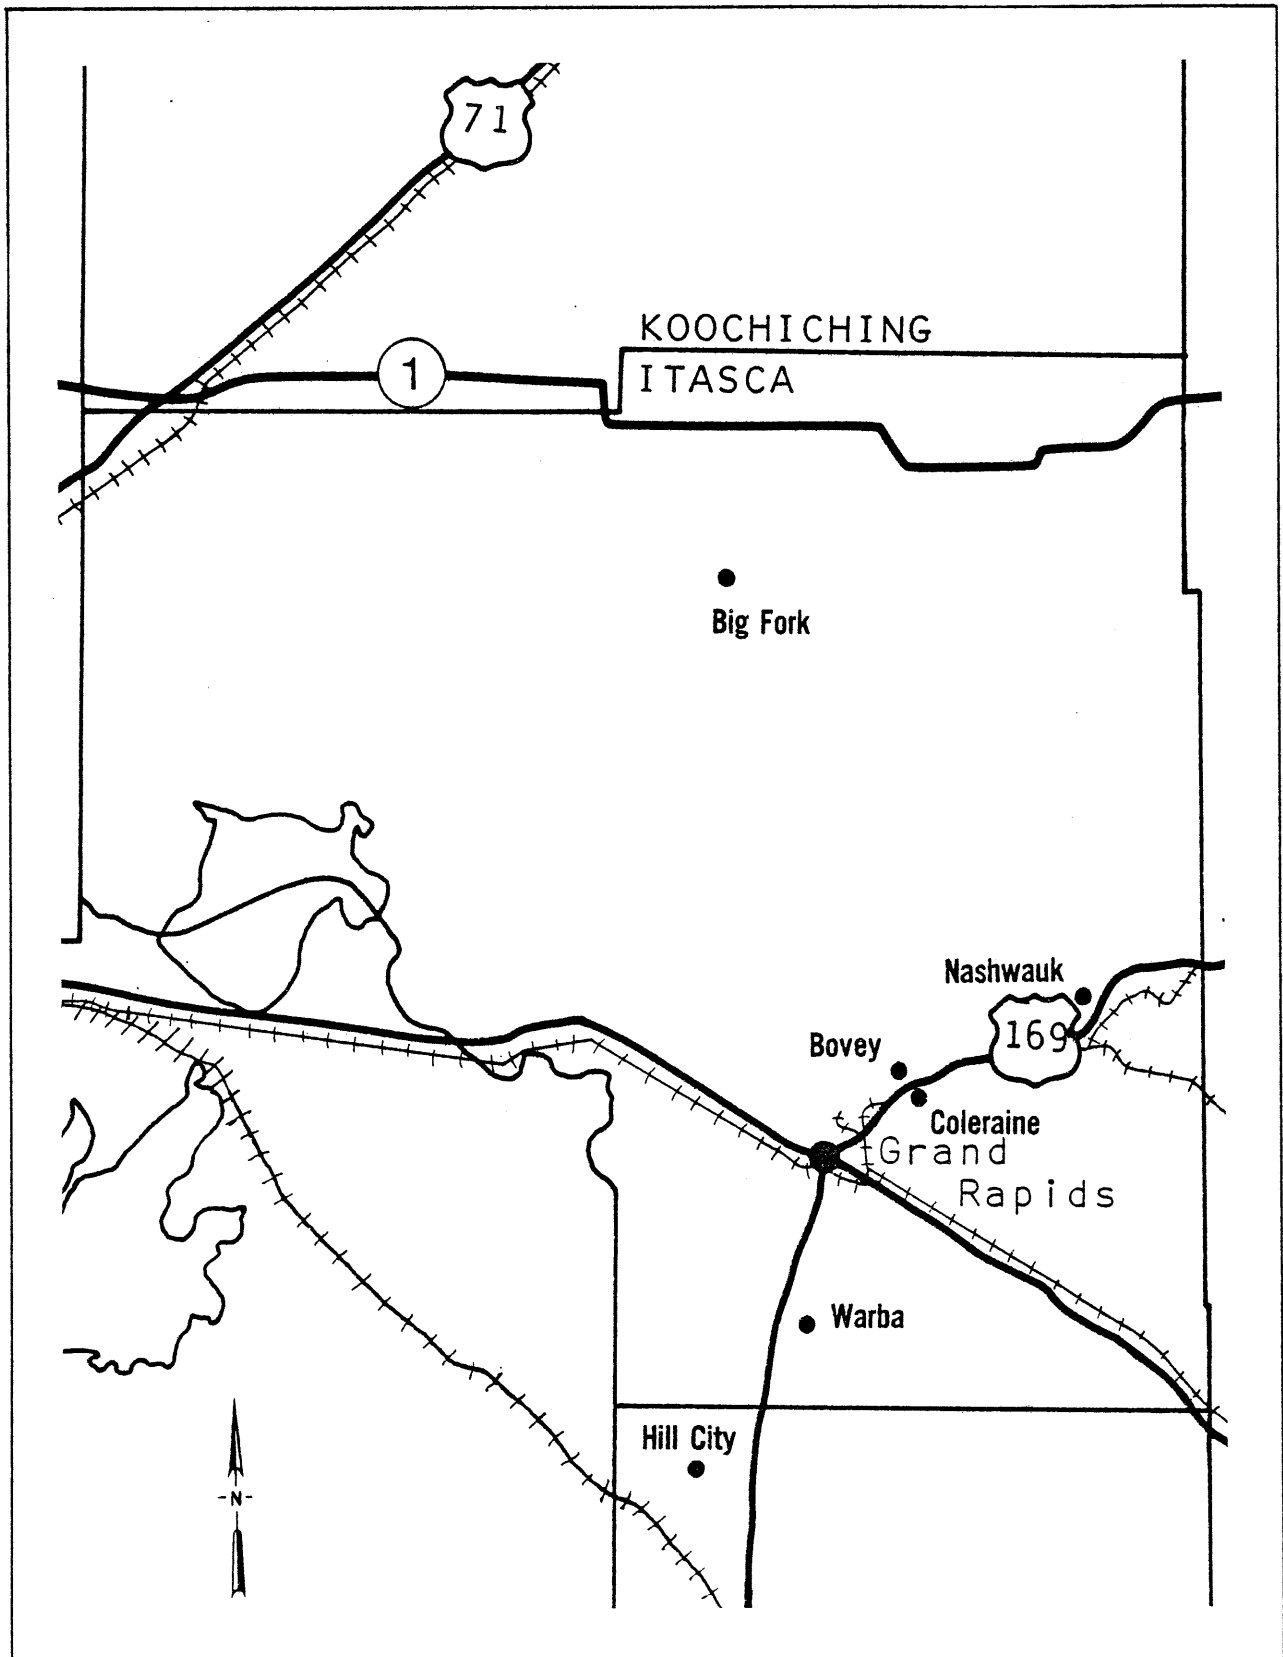 71
KOOCHICHING
1
ITASCA
Big Fork
Nashwauk
169
Bovey
Coleraine
Grand
Rapids
Warba
Hill City
-N-